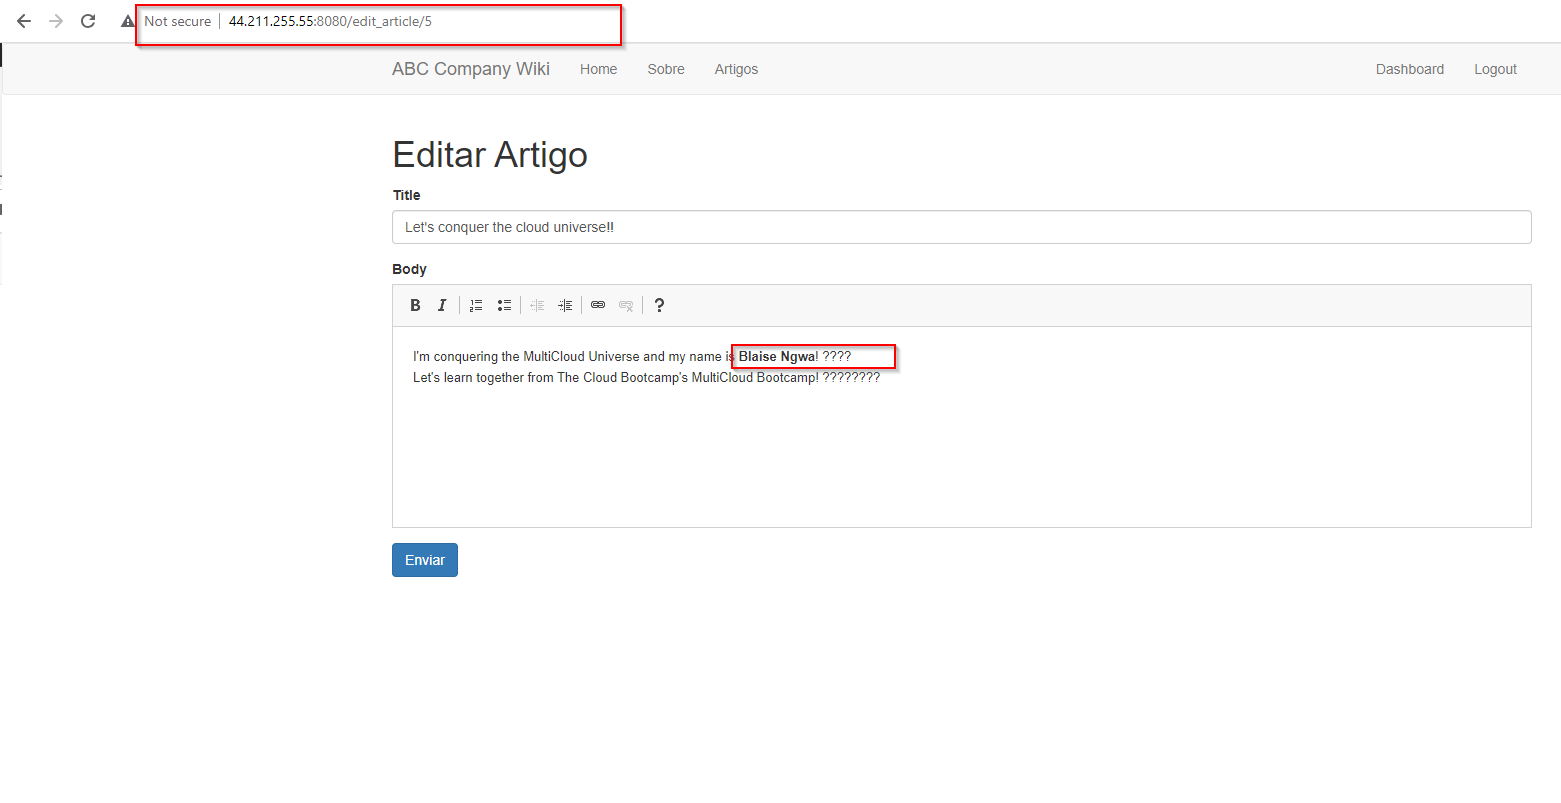 Not secure 44.211.255.55:8080/edit_article/5
ABC Company Wiki Home Sobre Artigos Dashboard Logout
Editar Artigo
Title
Let's conquer the cloud universe!!
Body
B I ?
I'm conquering the MultiCloud Universe and my name is Blaise Ngwa! ????
Let's learn together from The Cloud Bootcamp's MultiCloud Bootcamp! ????????
Enviar